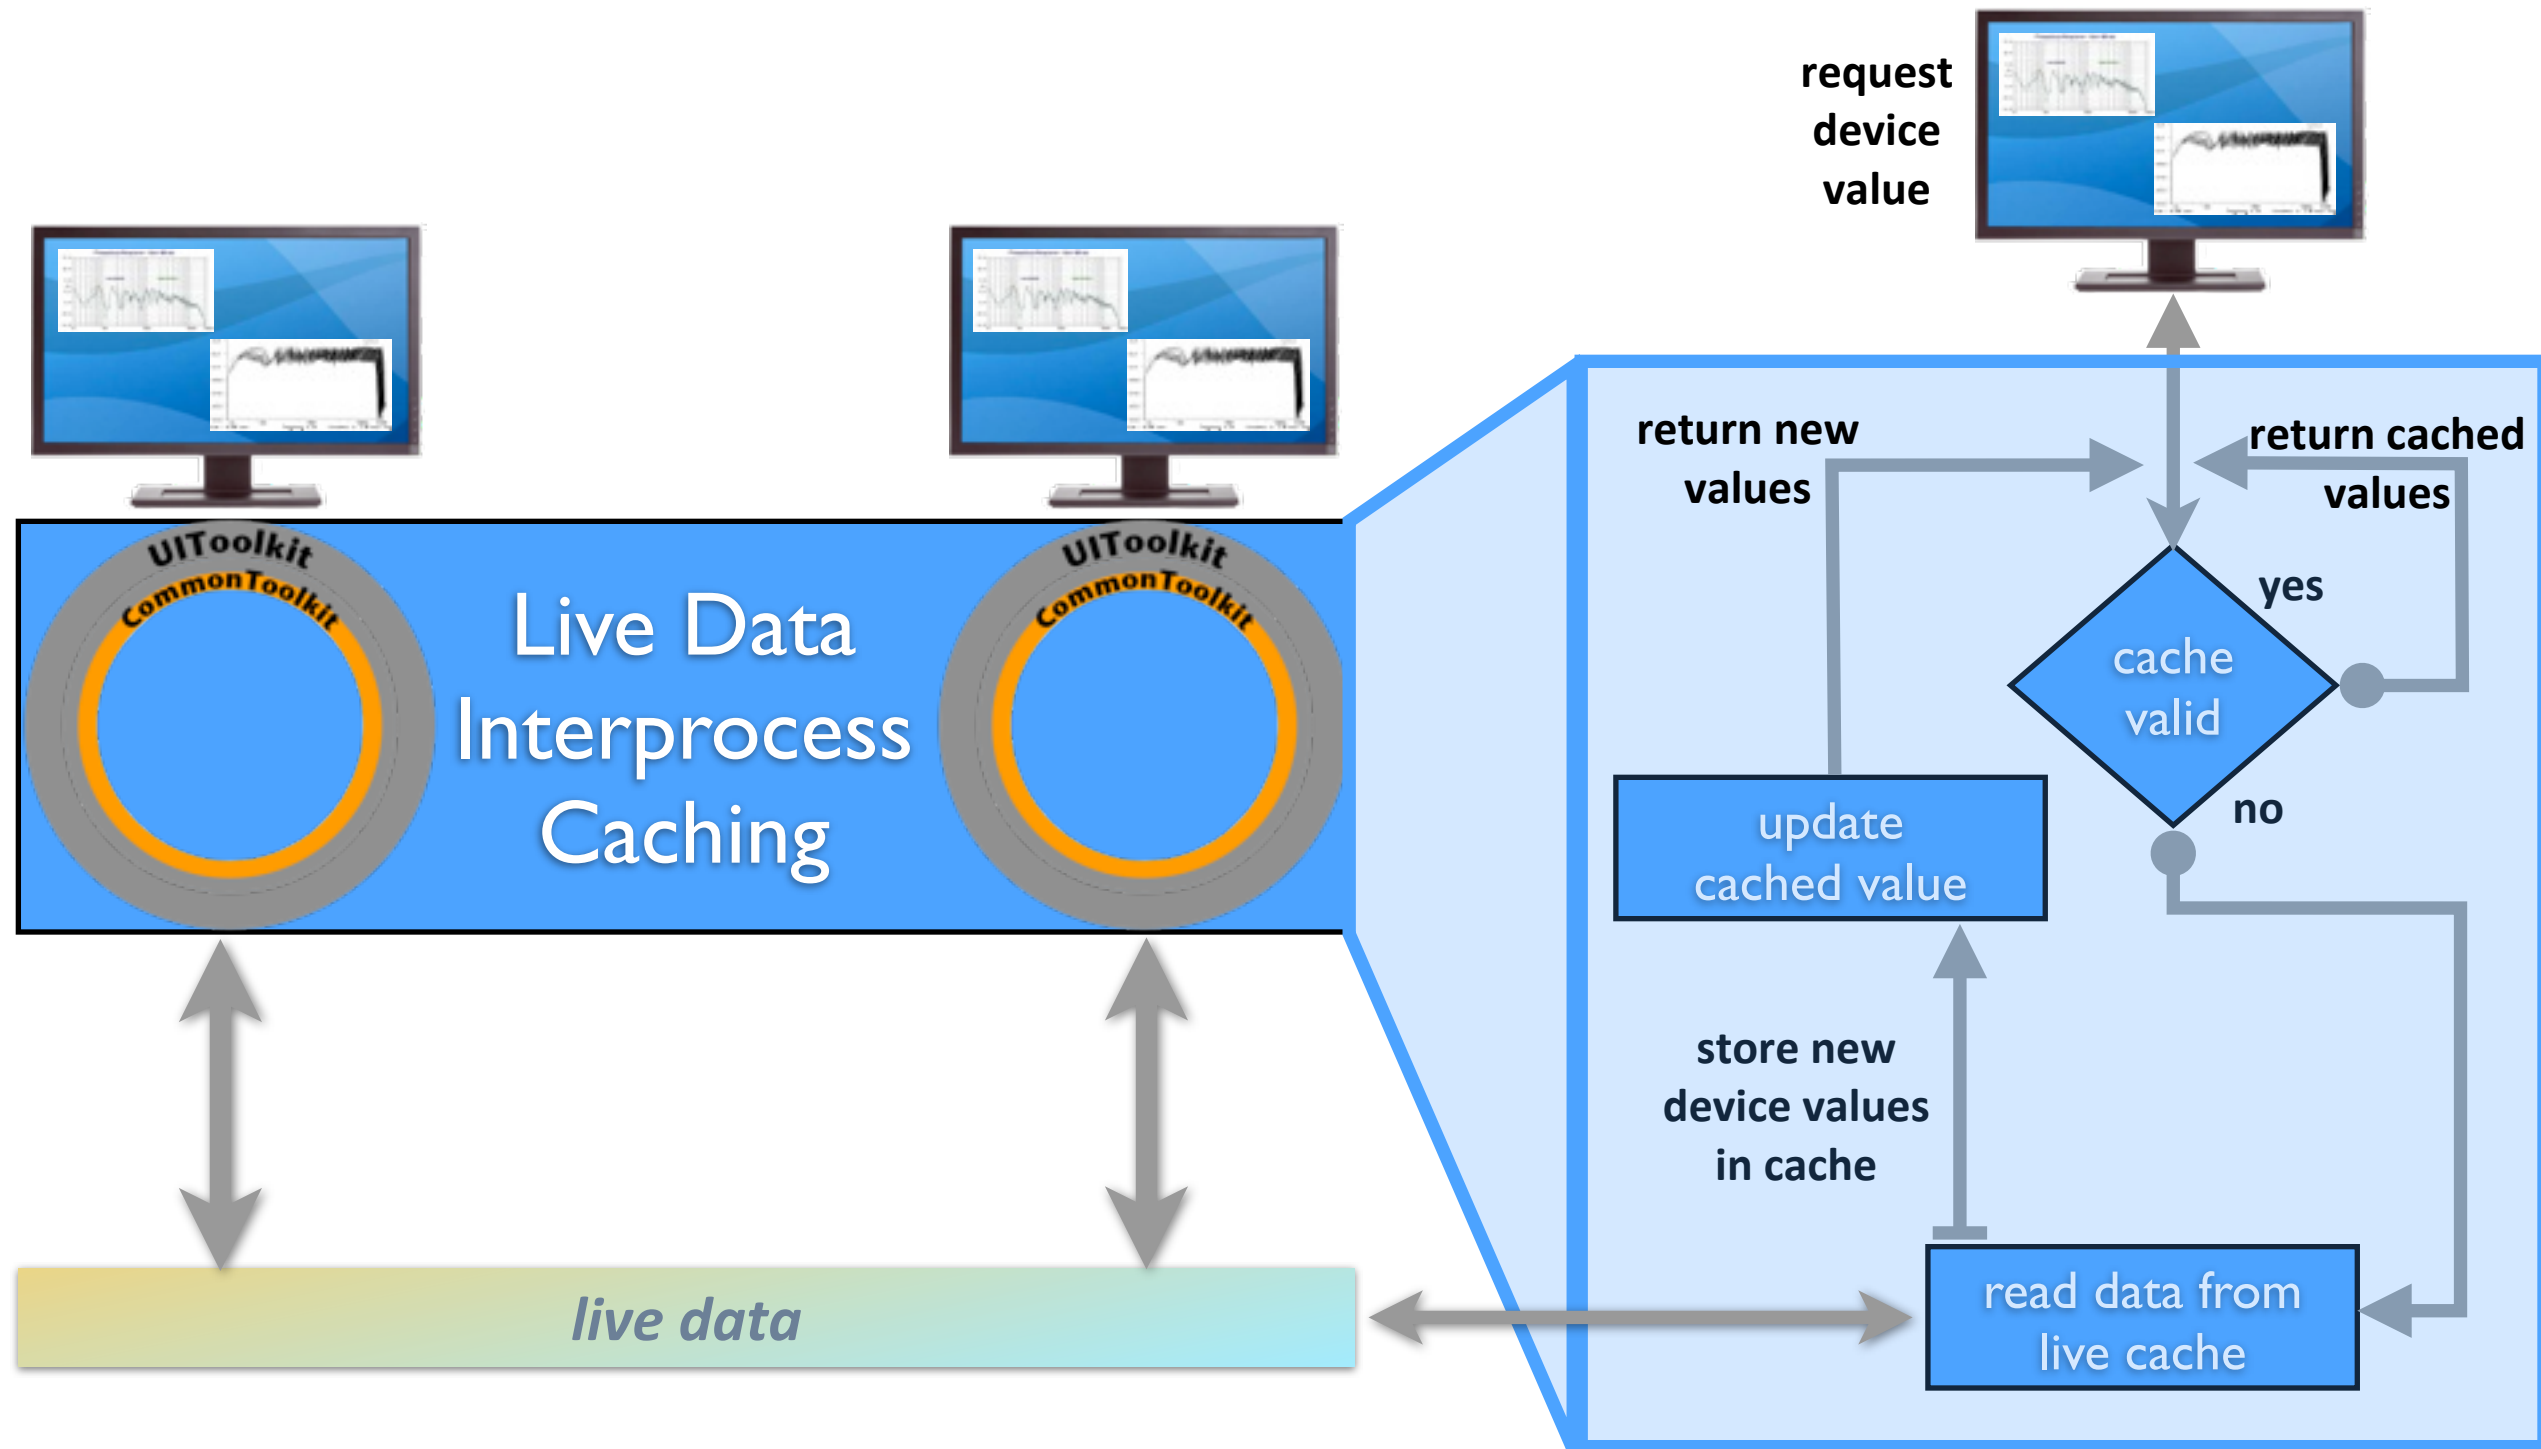 request
device
value
return new
values
return cached
values
UIToolkit
CommonToolkit
Live Data
Interprocess
Caching
UIToolkit
CommonToolkit
yes
cache
valid
no
update
cached value
store new
device values
in cache
live data
read data from
live cache